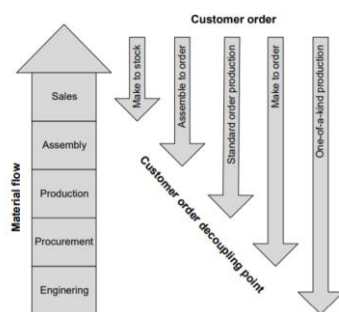 Customer order
Make to stock
Assemble to order
Standard order production
Make to order
One-of-a-kind production
Sales
Assembly
Production
Procurement
Enginering
Material flow
Customer order decoupling point